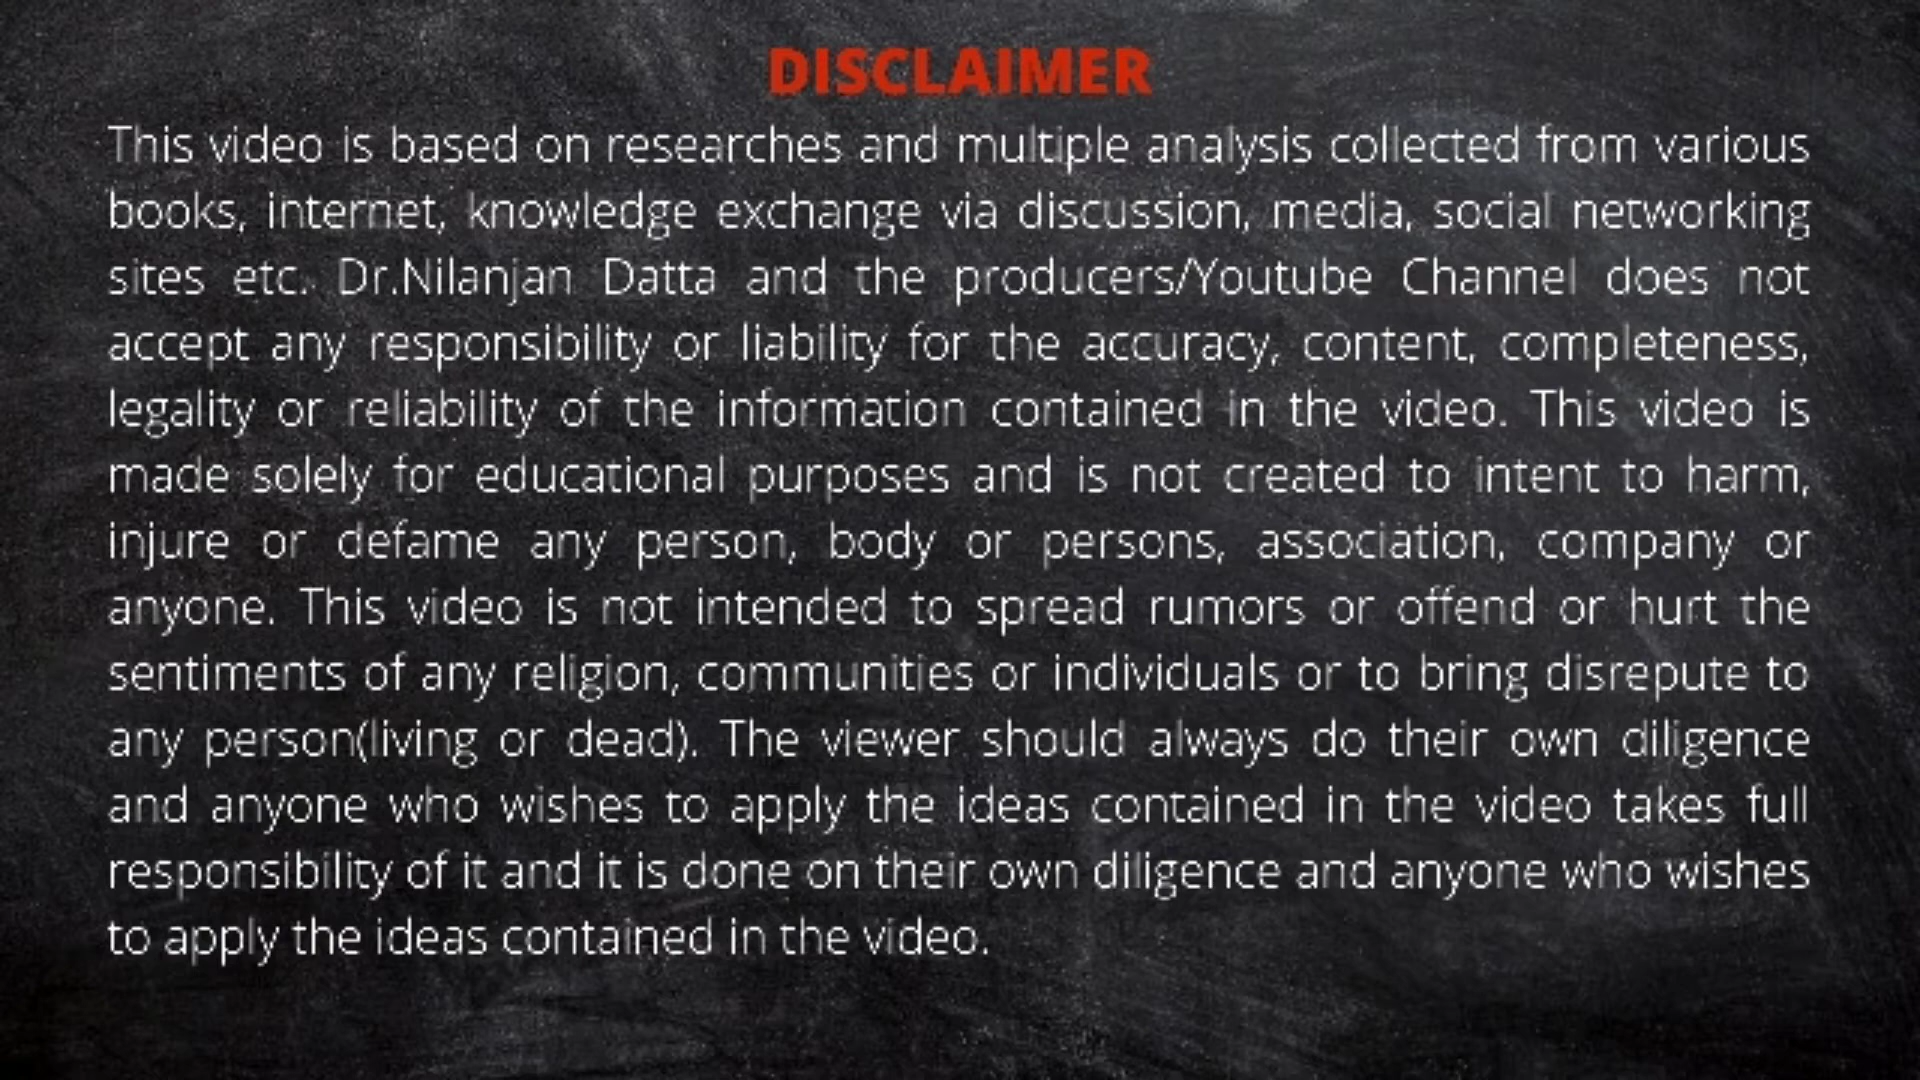 DISCLAIMER
This video is based on researches and multiple analysis collected from various
books, internet, knowledge exchange via discussion, media, social networking
sites etc. Dr.Nilanjan Datta and the producers/Youtube Channel does not
accept any responsibility or liability for the accuracy, content, completeness,
legality or reliability of the information contained in the video. This video is
made solely for educational purposes and is not created to intent to harm,
injure or defame any person, body or persons, association, company or
anyone. This video is not intended to spread rumors or offend or hurt the
sentiments of any religion, communities or individuals or to bring disrepute to
any person(living or dead). The viewer should always do their own diligence
and anyone who wishes to apply the ideas contained in the video takes full
responsibility of it and it is done on their own diligence and anyone who wishes
to apply the ideas contained in the video.